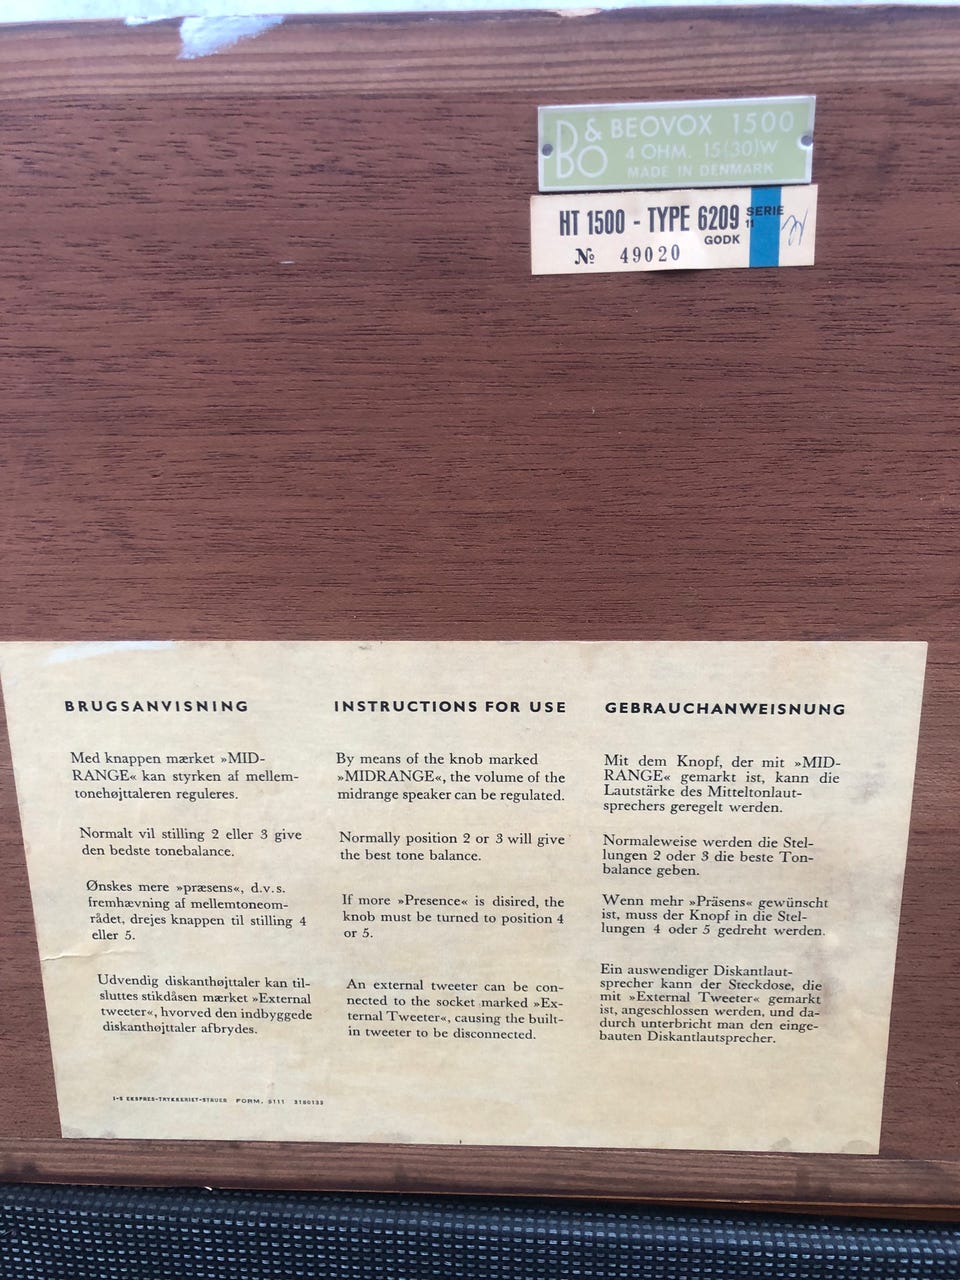 B&O BEOVOX 1500
4 OHM. 15(30)W
MADE IN DENMARK
HT 1500 - TYPE 6209 SERIE
11
GODK
№ 49020
BRUGSANVISNING
Med knappen mærket »MID-
RANGE« kan styrken af mellem-
tonehøjttaleren reguleres.
Normalt vil stilling 2 eller 3 give
den bedste tonebalance.
Ønskes mere »præsens«, d.v.s.
fremhævning af mellemtoneom-
rådet, drejes knappen til stilling 4
eller 5.
Udvendig diskanthøjttaler kan til-
sluttes stikdåsen mærket »External
tweeter«, hvorved den indbyggede
diskanthøjttaler afbrydes.
INSTRUCTIONS FOR USE
By means of the knob marked
»MIDRANGE«, the volume of the
midrange speaker can be regulated.
Normally position 2 or 3 will give
the best tone balance.
If more »Presence« is disired, the
knob must be turned to position 4
or 5.
An external tweeter can be con-
nected to the socket marked »Ex-
ternal Tweeter«, causing the built-
in tweeter to be disconnected.
GEBRAUCHANWEISNUNG
Mit dem Knopf, der mit »MID-
RANGE« gemarkt ist, kann die
Lautstärke des Mitteltonlaut-
sprechers geregelt werden.
Normaleweise werden die Stel-
lungen 2 oder 3 die beste Ton-
balance geben.
Wenn mehr »Präsens« gewünscht
ist, muss der Knopf in die Stel-
lungen 4 oder 5 gedreht werden.
Ein auswendiger Diskantlaut-
sprecher kann der Steckdose, die
mit »External Tweeter« gemarkt
ist, angeschlossen werden, und da-
durch unterbricht man den einge-
bauten Diskantlautsprecher.
I-S EKSPRES-TRYKKERIET-STRUER FORM. 5111 3180133